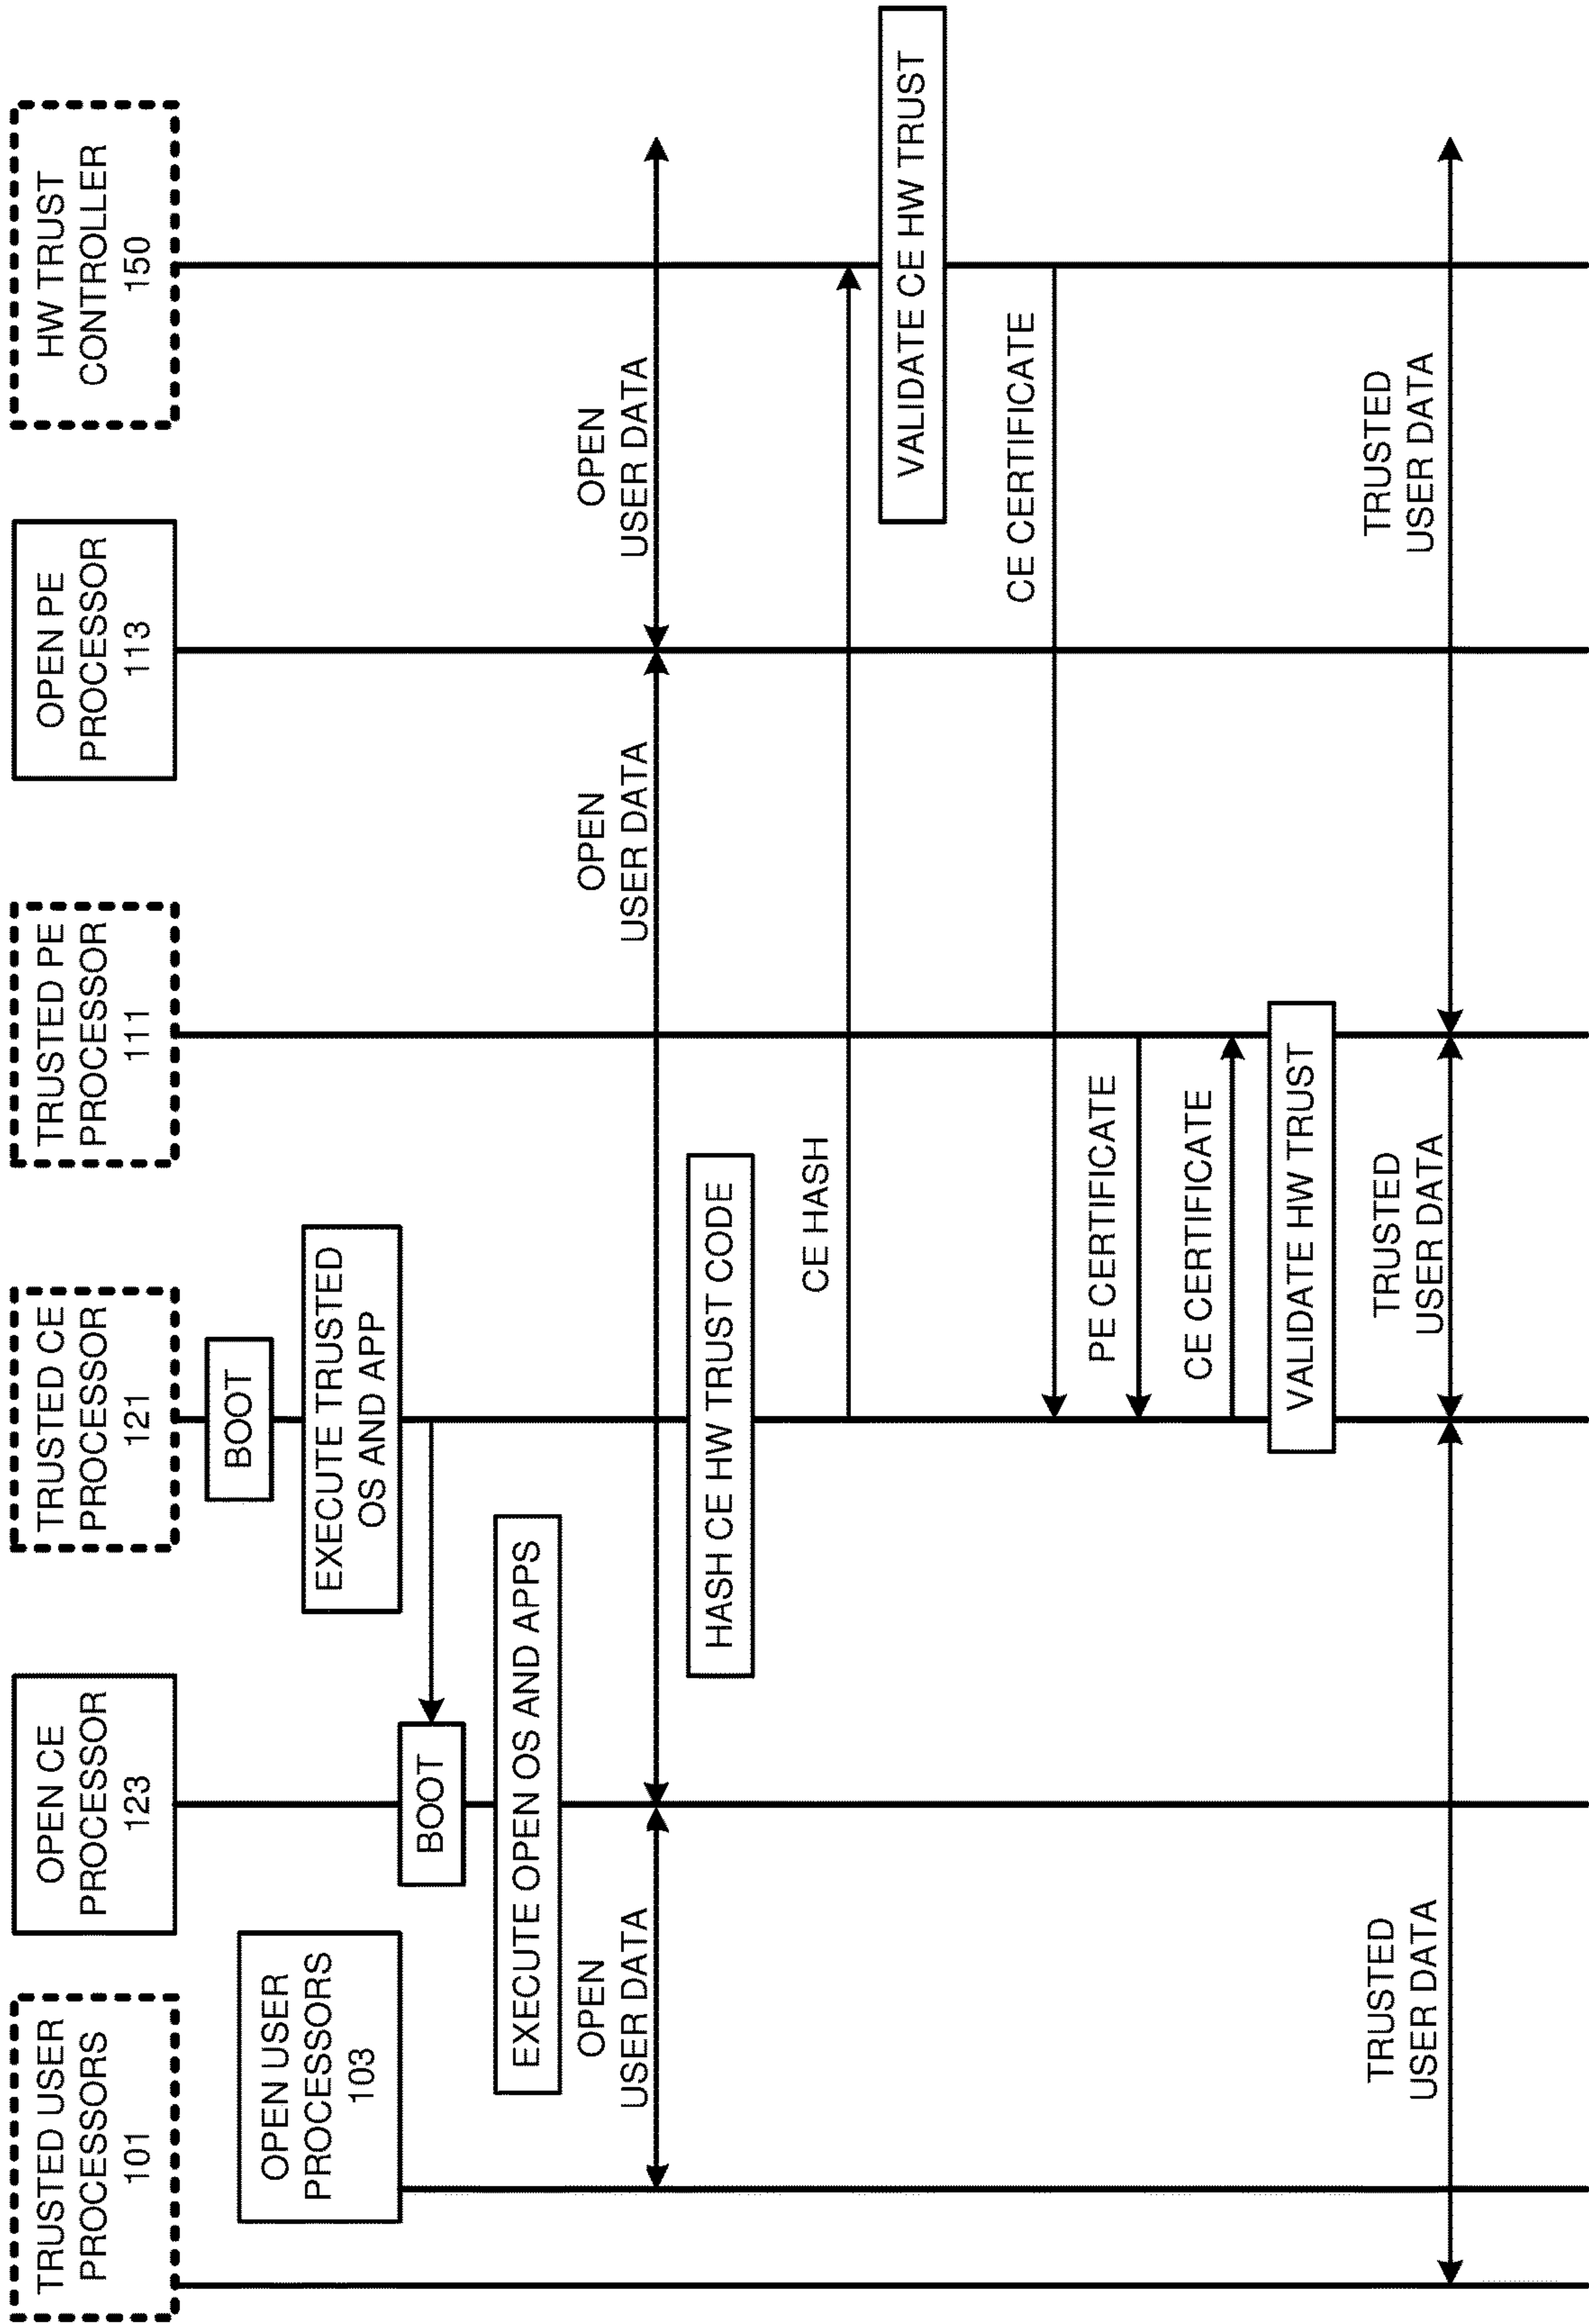 TRUSTED USER
PROCESSORS
101
OPEN USER
PROCESSORS
103
OPEN CE
PROCESSOR
123
TRUSTED CE
PROCESSOR
121
TRUSTED PE
PROCESSOR
111
OPEN PE
PROCESSOR
113
HW TRUST
CONTROLLER
150
BOOT
EXECUTE TRUSTED
OS AND APP
BOOT
EXECUTE OPEN OS AND APPS
OPEN
USER DATA
OPEN
USER DATA
OPEN
USER DATA
HASH CE HW TRUST CODE
CE HASH
VALIDATE CE HW TRUST
CE CERTIFICATE
PE CERTIFICATE
CE CERTIFICATE
VALIDATE HW TRUST
TRUSTED
USER DATA
TRUSTED
USER DATA
TRUSTED
USER DATA